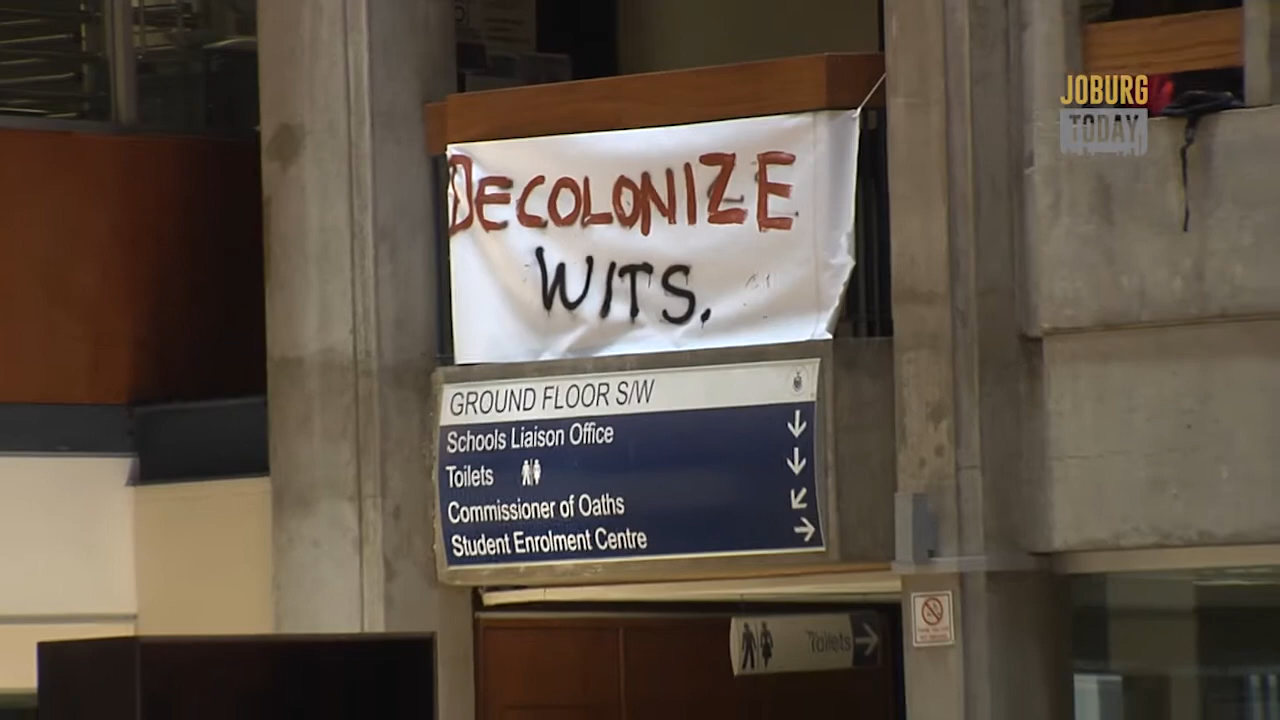 JOBURG
TODAY
DECOLONIZE
WITS.
GROUND FLOOR S/W
Schools Liaison Office
Toilets
Commissioner of Oaths
Student Enrolment Centre
Toilets